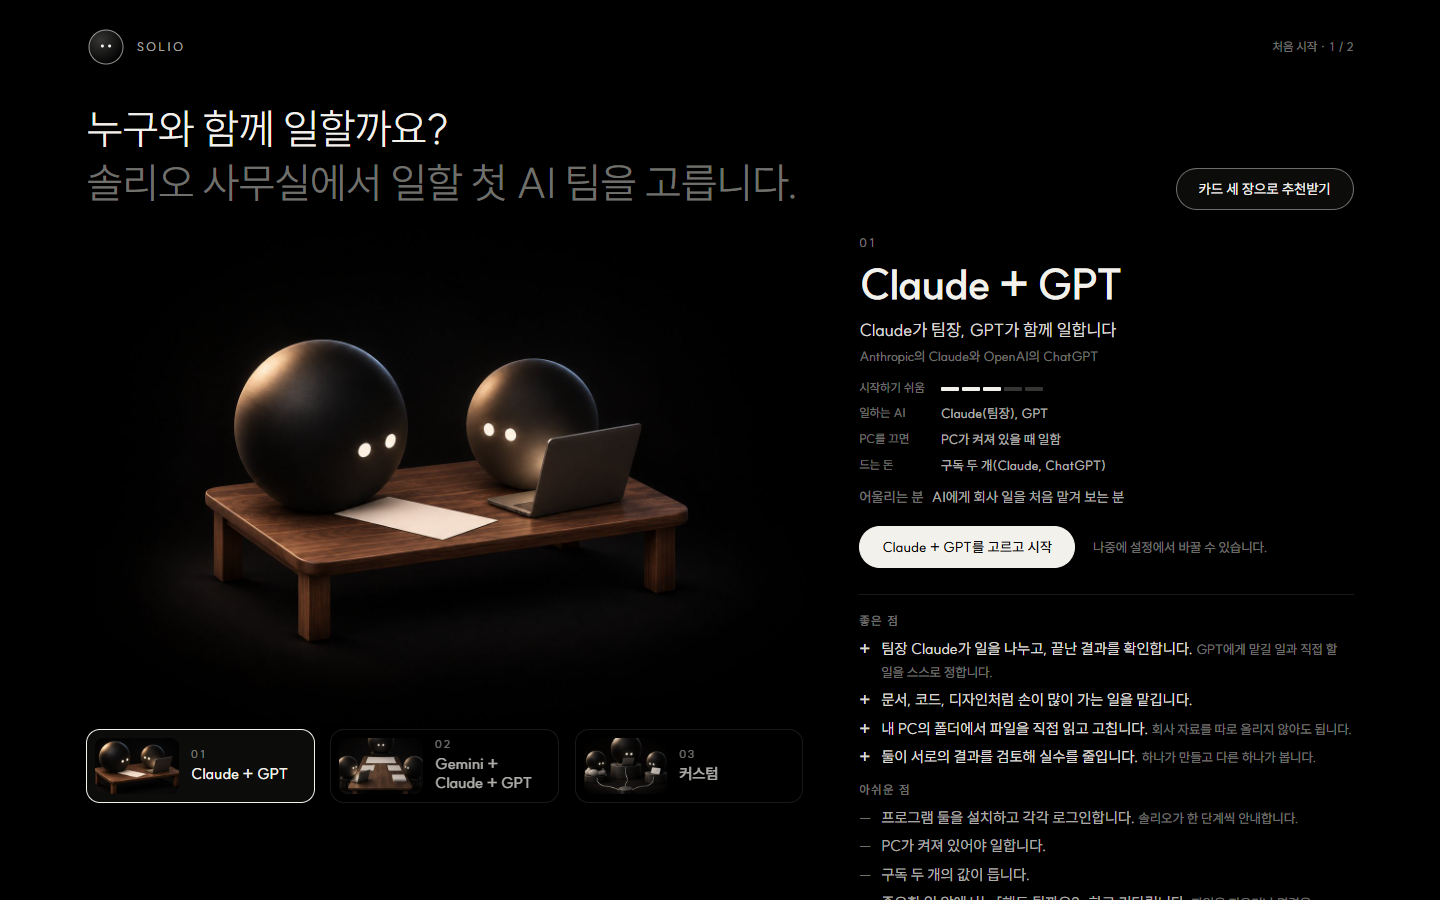 SOLIO
처음 시작 · 1 / 2
누구와 함께 일할까요?
솔리오 사무실에서 일할 첫 AI 팀을 고릅니다.
카드 세 장으로 추천받기
01
Claude + GPT
Claude가 팀장, GPT가 함께 일합니다
Anthropic의 Claude와 OpenAI의 ChatGPT
시작하기 쉬움
일하는 AI Claude(팀장), GPT
PC를 끄면 PC가 켜져 있을 때 일함
드는 돈 구독 두 개(Claude, ChatGPT)
어울리는 분 AI에게 회사 일을 처음 맡겨 보는 분
Claude + GPT를 고르고 시작 나중에 설정에서 바꿀 수 있습니다.
좋은 점
+ 팀장 Claude가 일을 나누고, 끝난 결과를 확인합니다. GPT에게 맡길 일과 직접 할
일을 스스로 정합니다.
+ 문서, 코드, 디자인처럼 손이 많이 가는 일을 맡깁니다.
+ 내 PC의 폴더에서 파일을 직접 읽고 고칩니다. 회사 자료를 따로 올리지 않아도 됩니다.
+ 둘이 서로의 결과를 검토해 실수를 줄입니다. 하나가 만들고 다른 하나가 봅니다.
아쉬운 점
— 프로그램 둘을 설치하고 각각 로그인합니다. 솔리오가 한 단계씩 안내합니다.
— PC가 켜져 있어야 일합니다.
— 구독 두 개의 값이 듭니다.
01
Claude + GPT
02
Gemini +
Claude + GPT
03
커스텀